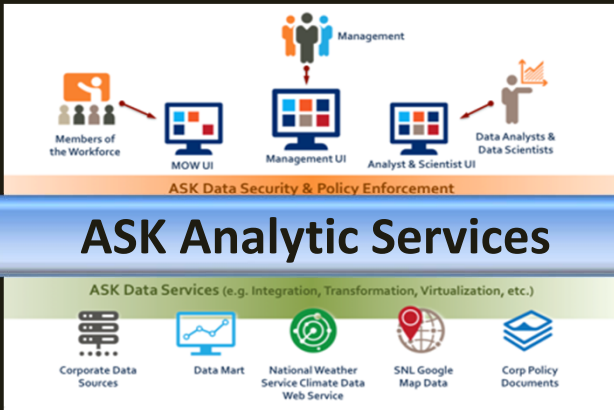 Management
Members of
the Workforce
MOW UI
Management UI
Analyst & Scientist UI
Data Analysts &
Data Scientists
ASK Data Security & Policy Enforcement
ASK Analytic Services
ASK Data Services (e.g. Integration, Transformation, Virtualization, etc.)
Corporate Data
Sources
Data Mart
National Weather
Service Climate Data
Web Service
SNL Google
Map Data
Corp Policy
Documents